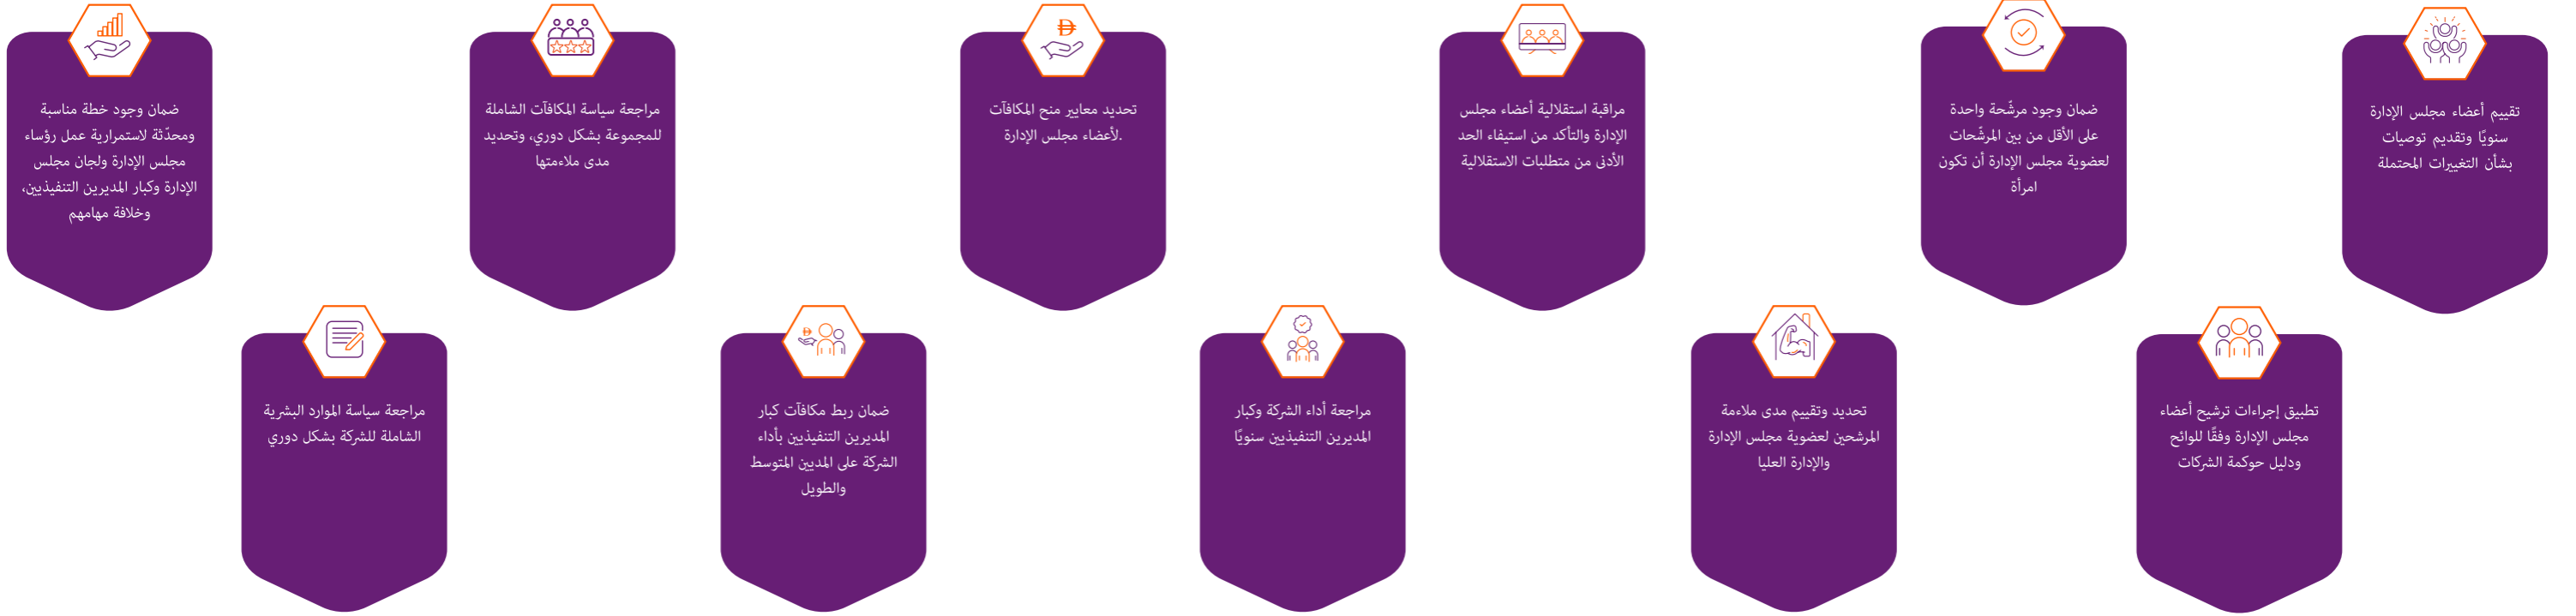 تقييم أعضاء مجلس الإدارة
سنويًا وتقديم توصيات
بشأن التغييرات المحتملة
تطبيق إجراءات ترشيح أعضاء
مجلس الإدارة وفقًا للوائح
ودليل حوكمة الشركات
ضمان وجود مرشّحة واحدة
على الأقل من بين المرشّحات
لعضوية مجلس الإدارة أن تكون
امرأة
تحديد وتقييم مدى ملاءمة
المرشحين لعضوية مجلس الإدارة
والإدارة العليا
مراقبة استقلالية أعضاء مجلس
الإدارة والتأكد من استيفاء الحد
الأدنى من متطلبات الاستقلالية
مراجعة أداء الشركة وكبار
المديرين التنفيذيين سنويًا
تحديد معايير منح المكافآت
لأعضاء مجلس الإدارة.
ضمان ربط مكافآت كبار
المديرين التنفيذيين بأداء
الشركة على المديين المتوسط
والطويل
مراجعة سياسة المكافآت الشاملة
للمجموعة بشكل دوري، وتحديد
مدى ملاءمتها
مراجعة سياسة الموارد البشرية
الشاملة للشركة بشكل دوري
ضمان وجود خطة مناسبة
ومحدّثة لاستمرارية عمل رؤساء
مجلس الإدارة ولجان مجلس
الإدارة وكبار المديرين التنفيذيين،
وخلافة مهامهم